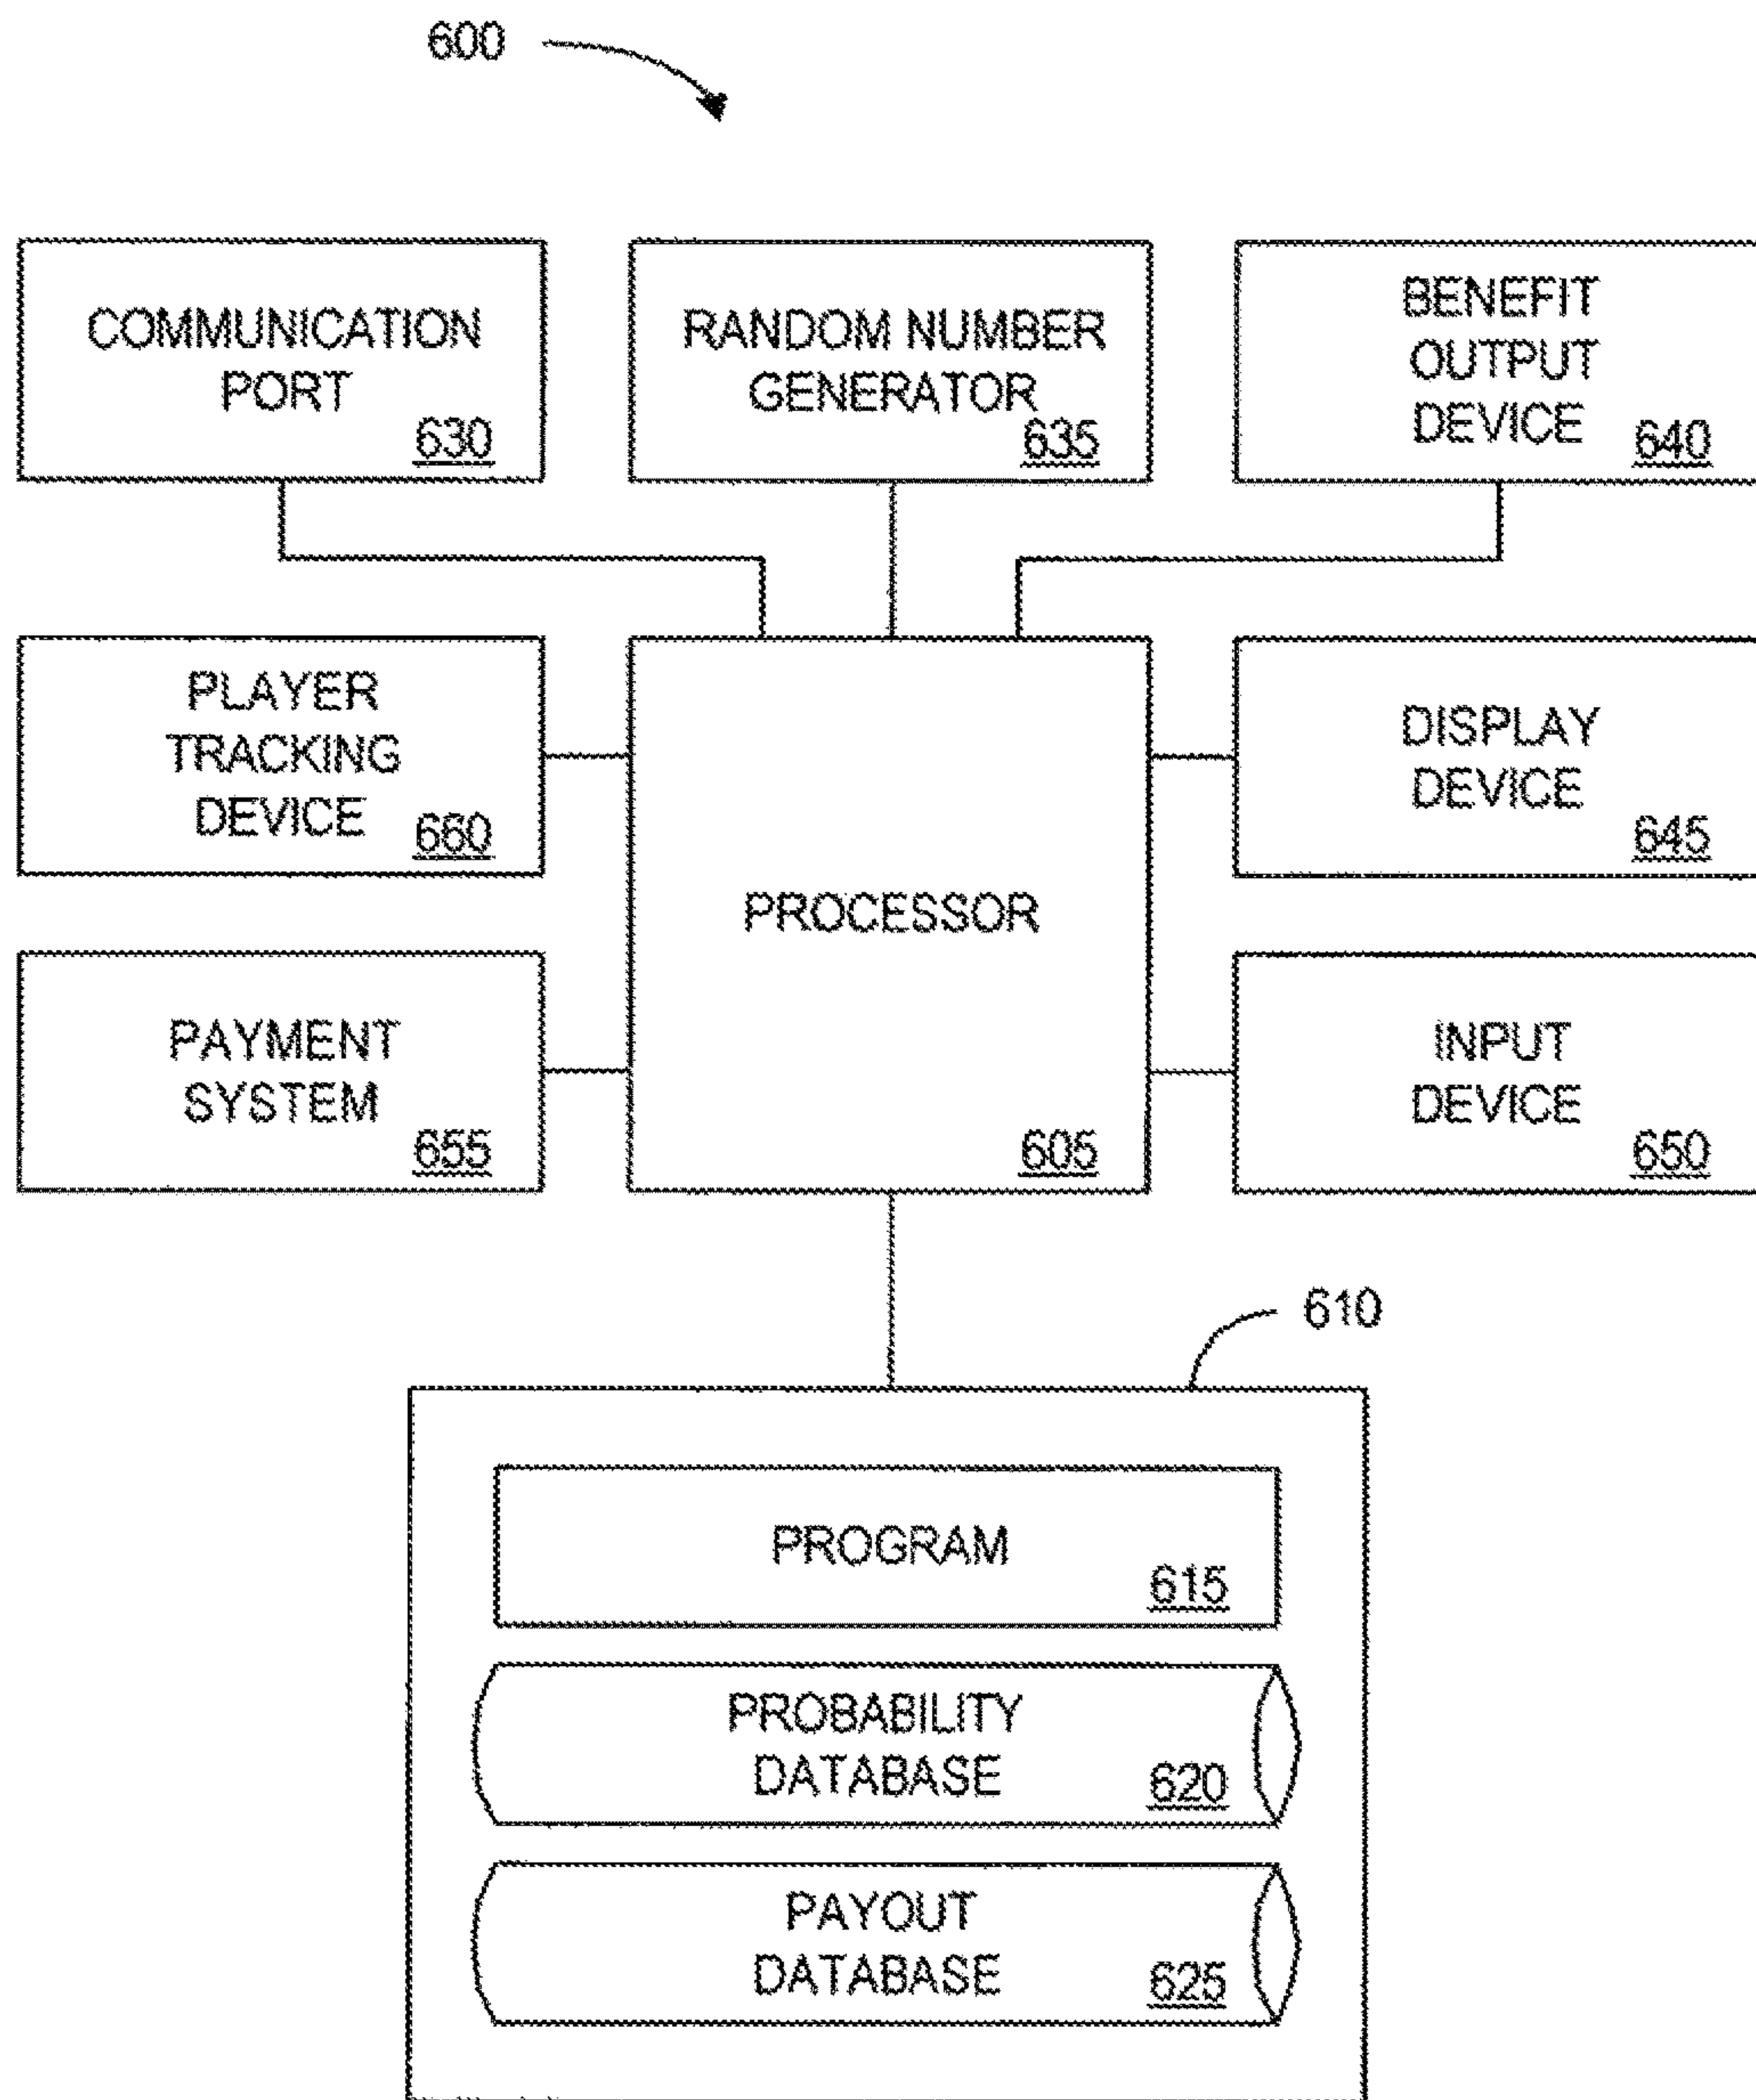 600
COMMUNICATION
PORT
630
RANDOM NUMBER
GENERATOR
635
BENEFIT
OUTPUT
DEVICE
640
PLAYER
TRACKING
DEVICE
660
PROCESSOR
605
DISPLAY
DEVICE
645
PAYMENT
SYSTEM
655
INPUT
DEVICE
650
610
PROGRAM
615
PROBABILITY
DATABASE
620
PAYOUT
DATABASE
625